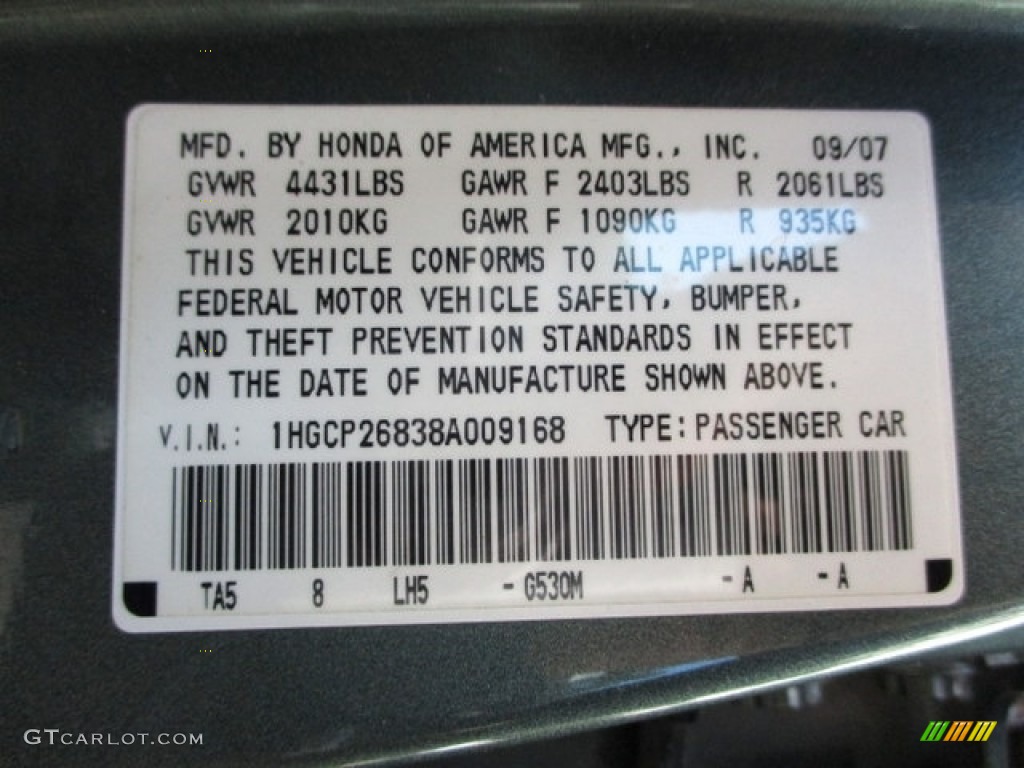 MFD. BY HONDA OF AMERICA MFG., INC. 09/07
GVWR 4431LBS GAWR F 2403LBS R 2061LBS
GVWR 2010KG GAWR F 1090KG R 935KG
THIS VEHICLE CONFORMS TO ALL APPLICABLE
FEDERAL MOTOR VEHICLE SAFETY, BUMPER,
AND THEFT PREVENTION STANDARDS IN EFFECT
ON THE DATE OF MANUFACTURE SHOWN ABOVE.
V.I.N.: 1HGCP26838A009168 TYPE: PASSENGER CAR
TA5 8 LH5 -G530M -A -A
GTCARLOT.COM